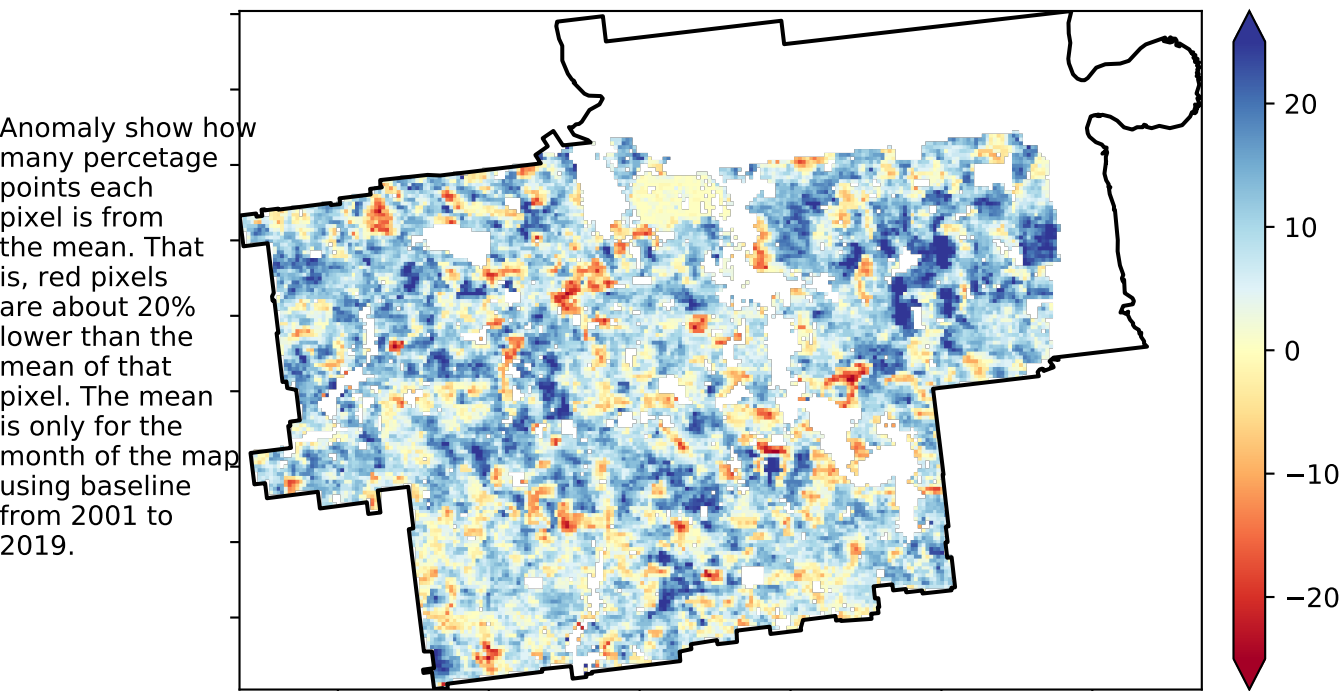 Anomaly show how
many percetage
points each
pixel is from
the mean. That
is, red pixels
are about 20%
lower than the
mean of that
pixel. The mean
is only for the
month of the map
using baseline
from 2001 to
2019.
20
10
0
−10
−20